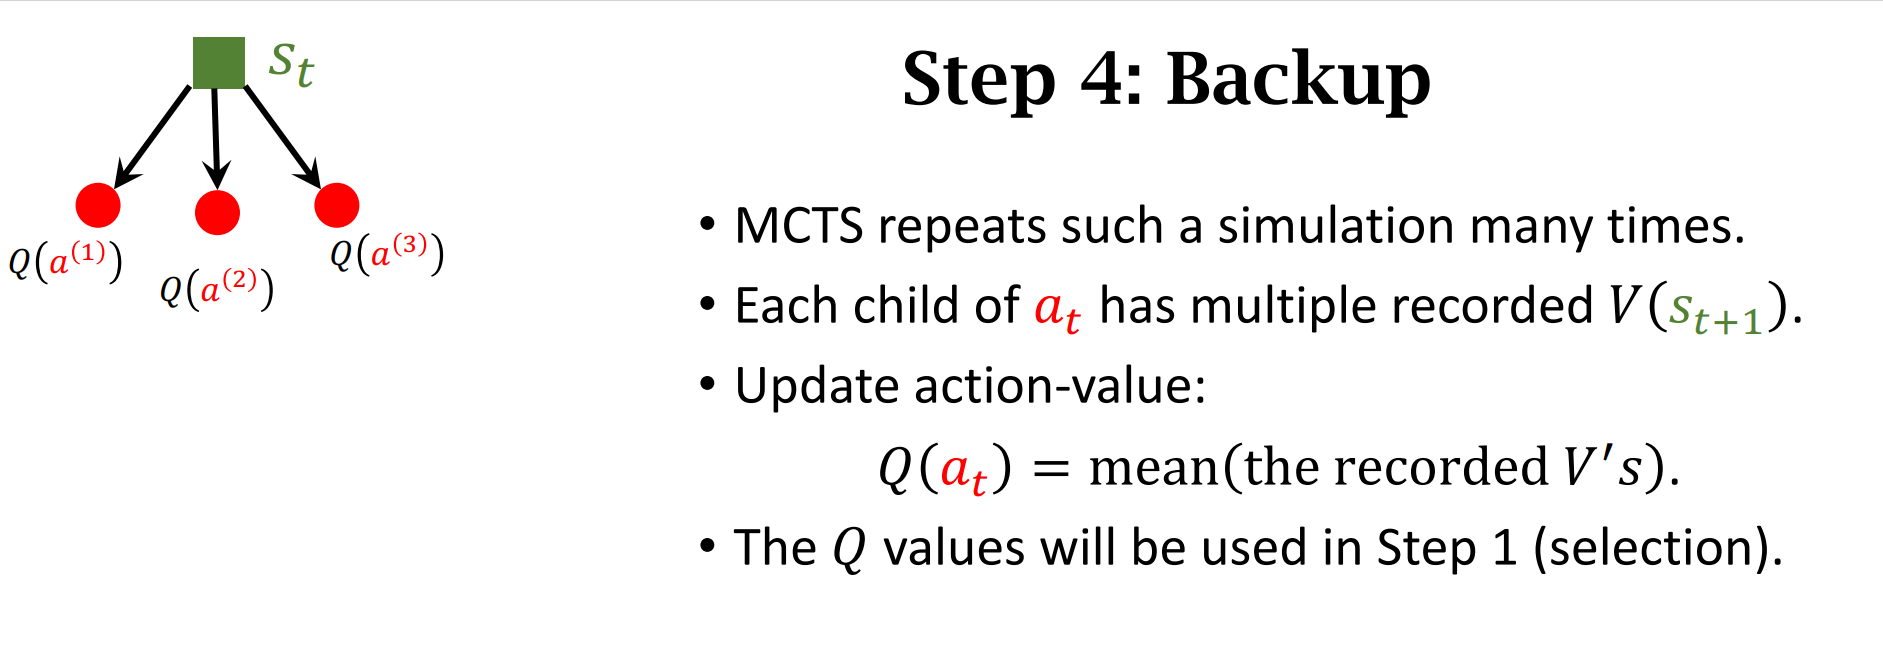 s_t
Q(a^(1))
Q(a^(2))
Q(a^(3))
Step 4: Backup
• MCTS repeats such a simulation many times.
• Each child of a_t has multiple recorded V(s_{t+1}).
• Update action-value:
Q(a_t) = mean(the recorded V's).
• The Q values will be used in Step 1 (selection).